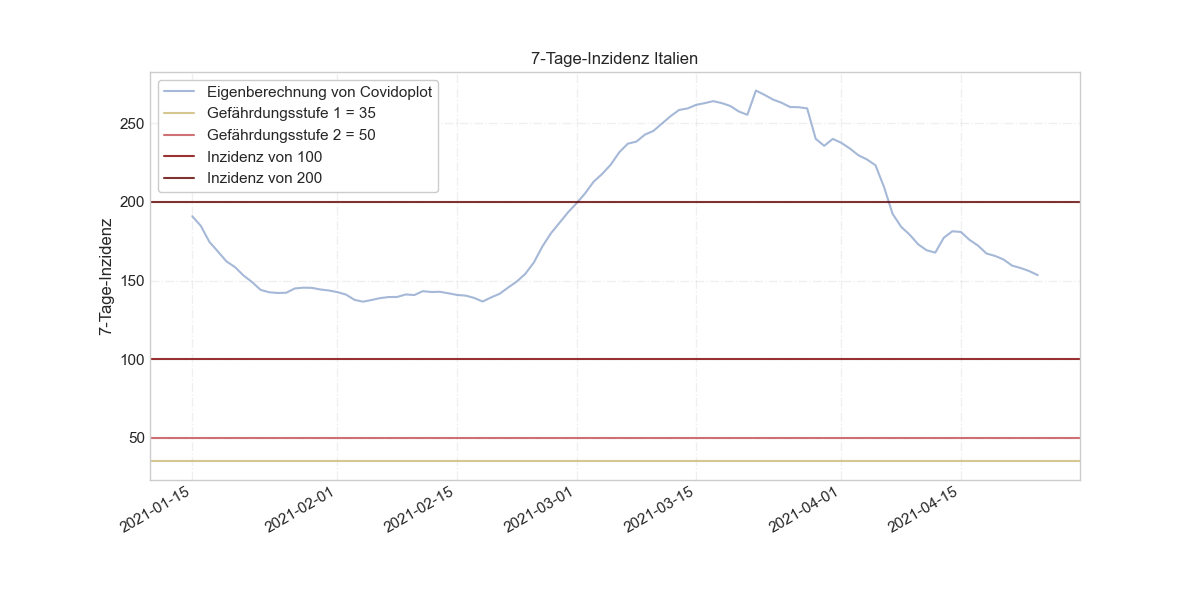 7-Tage-Inzidenz Italien
Eigenberechnung von Covidoplot
Gefährdungsstufe 1 = 35
Gefährdungsstufe 2 = 50
Inzidenz von 100
Inzidenz von 200
7-Tage-Inzidenz
250
200
150
100
50
2021-01-15
2021-02-01
2021-02-15
2021-03-01
2021-03-15
2021-04-01
2021-04-15